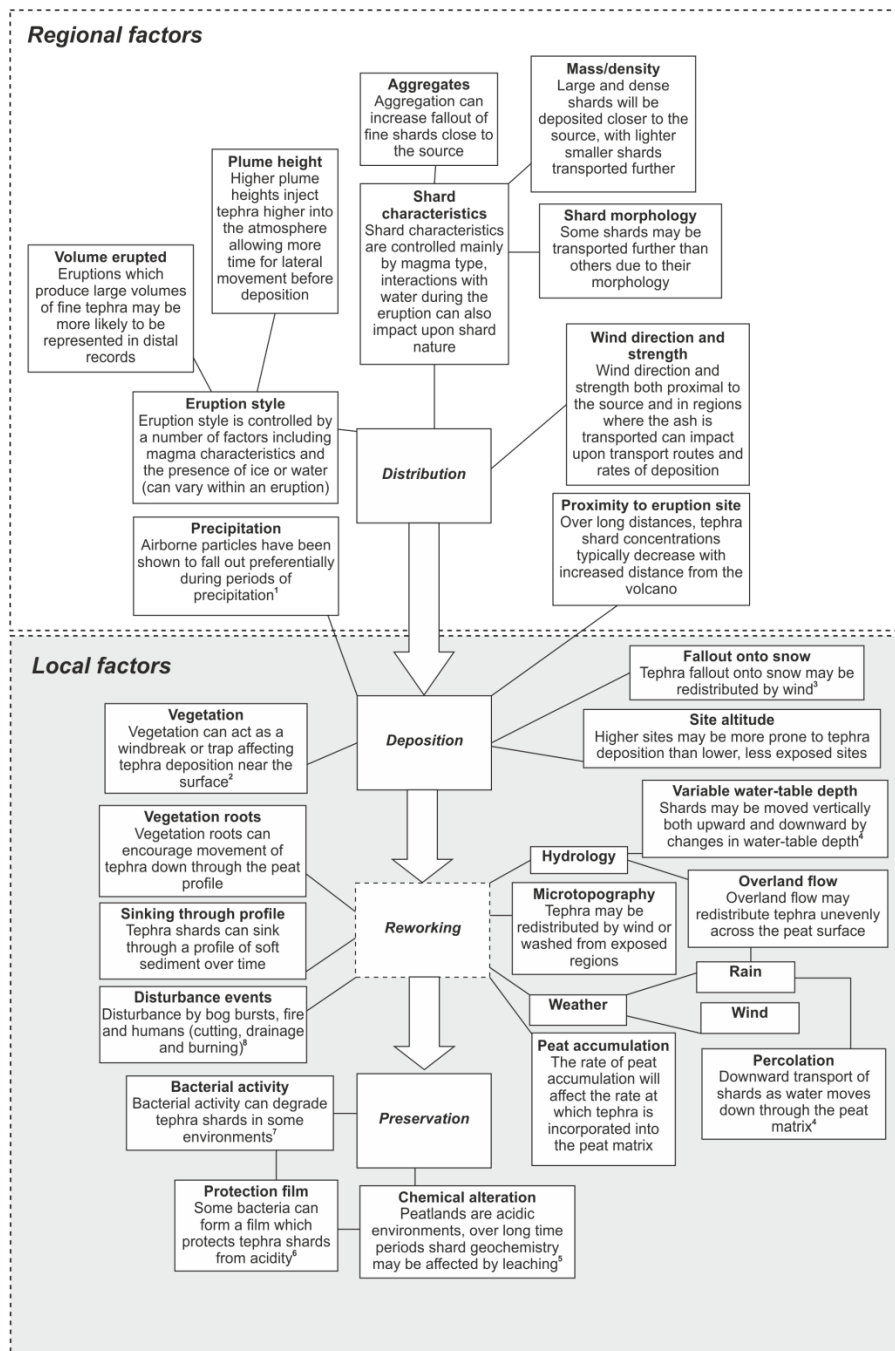 Regional factors
Aggregates
Aggregation can
increase fallout of
fine shards close to
the source
Mass/density
Large and dense
shards will be
deposited closer to
the source, with lighter
smaller shards
transported further
Plume height
Higher plume
heights inject
tephra higher into
the atmosphere
allowing more
time for lateral
movement before
deposition
Shard
characteristics
Shard characteristics
are controlled mainly
by magma type,
interactions with
water during the
eruption can also
impact upon shard
nature
Shard morphology
Some shards may be
transported further than
others due to their
morphology
Volume erupted
Eruptions which
produce large volumes
of fine tephra may be
more likely to be
represented in distal
records
Wind direction and
strength
Wind direction and
strength both proximal to
the source and in regions
where the ash is
transported can impact
upon transport routes and
rates of deposition
Eruption style
Eruption style is controlled by
a number of factors including
magma characteristics and
the presence of ice or water
(can vary within an eruption)
Distribution
Precipitation
Airborne particles have been
shown to fall out preferentially
during periods of
precipitation¹
Proximity to eruption site
Over long distances, tephra
shard concentrations
typically decrease with
increased distance from the
volcano
Local factors
Fallout onto snow
Tephra fallout onto snow may be
redistributed by wind³
Vegetation
Vegetation can act as a
windbreak or trap affecting
tephra deposition near the
surface²
Deposition
Site altitude
Higher sites may be more prone to tephra
deposition than lower, less exposed sites
Variable water-table depth
Shards may be moved vertically
both upward and downward by
changes in water-table depth⁴
Vegetation roots
Vegetation roots can
encourage movement of
tephra down through the peat
profile
Hydrology
Microtopography
Tephra may be
redistributed by wind or
washed from exposed
regions
Overland flow
Overland flow may
redistribute tephra unevenly
across the peat surface
Sinking through profile
Tephra shards can sink
through a profile of soft
sediment over time
Reworking
Rain
Weather
Wind
Disturbance events
Disturbance by bog bursts, fire
and humans (cutting, drainage
and burning)⁸
Peat accumulation
The rate of peat
accumulation will
affect the rate at
which tephra is
incorporated into
the peat matrix
Percolation
Downward transport of
shards as water moves
down through the peat
matrix⁴
Bacterial activity
Bacterial activity can degrade
tephra shards in some
environments⁷
Preservation
Protection film
Some bacteria can
form a film which
protects tephra shards
from acidity⁶
Chemical alteration
Peatlands are acidic
environments, over long time
periods shard geochemistry
may be affected by leaching⁵